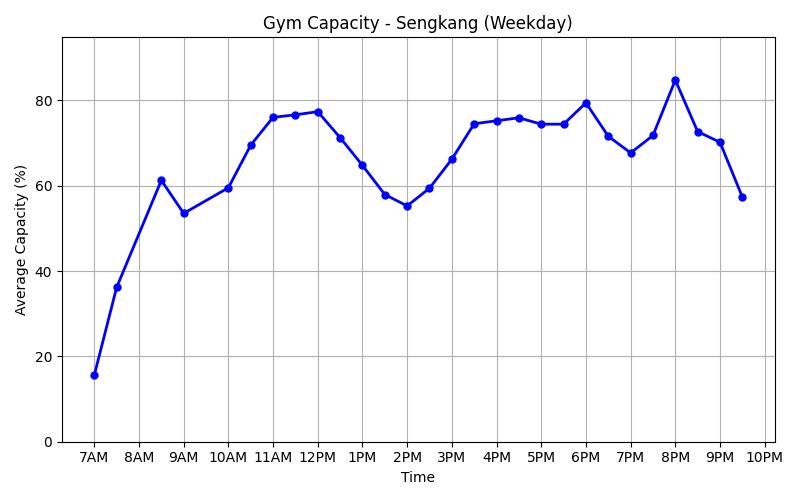 Gym Capacity - Sengkang (Weekday)
Average Capacity (%)
80
60
40
20
0
7AM 8AM 9AM 10AM 11AM 12PM 1PM 2PM 3PM 4PM 5PM 6PM 7PM 8PM 9PM 10PM
Time